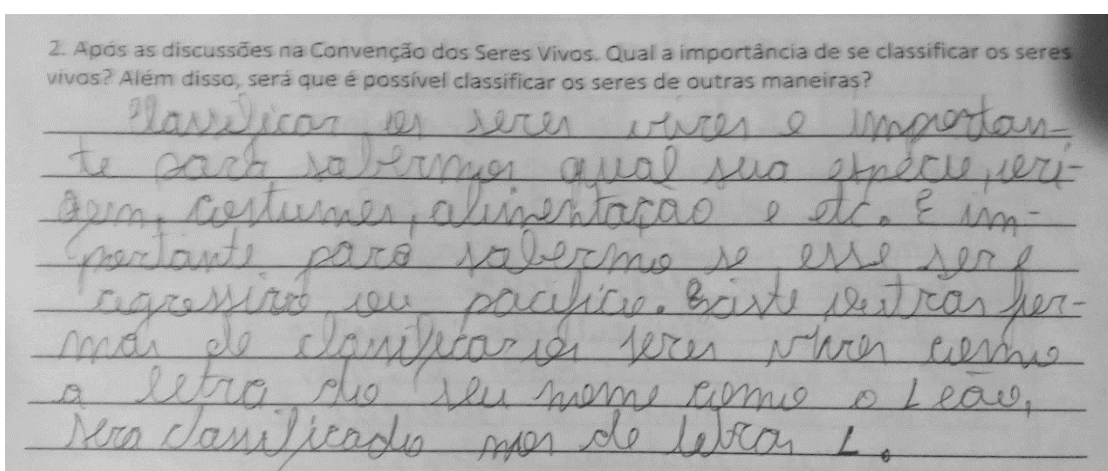 2. Após as discussões na Convenção dos Seres Vivos. Qual a importância de se classificar os seres
vivos? Além disso, será que é possível classificar os seres de outras maneiras?
Classificar os seres vivos e importan-
te para sabermos qual sua espécie, ori-
gem, costumes, alimentação e etc. É im-
portante para sabermo se esse ser é
agressivo ou pacífico. Existe outras for-
mas de classificar os seres vivos como
a letra do seu nome como o Leão,
sera classificado nos de letras L.